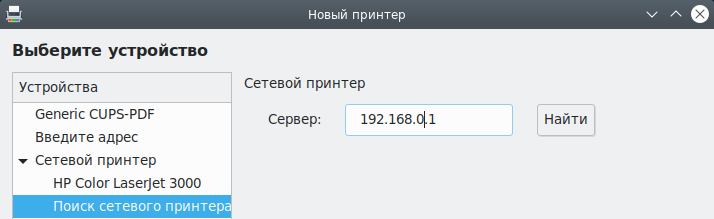 Новый принтер
Выберите устройство
Устройства
Generic CUPS-PDF
Введите адрес
Сетевой принтер
HP Color LaserJet 3000
Поиск сетевого принтера
Сетевой принтер
Сервер: 192.168.0.1 Найти